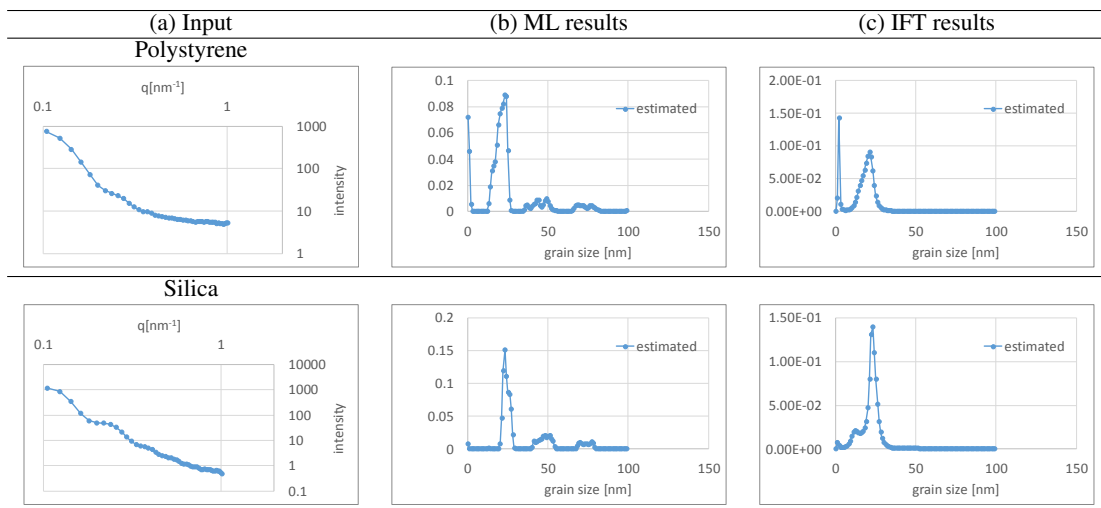 (a) Input (b) ML results (c) IFT results
Polystyrene
q[nm-1]
0.1 1
1000
100
10
1
intensity
0.1
0.08
0.06
0.04
0.02
0
0 50 100 150
grain size [nm]
estimated
2.00E-01
1.50E-01
1.00E-01
5.00E-02
0.00E+00
0 50 100 150
grain size [nm]
estimated
Silica
q[nm-1]
0.1 1
10000
1000
100
10
1
0.1
intensity
0.2
0.15
0.1
0.05
0
0 50 100 150
grain size [nm]
estimated
1.50E-01
1.00E-01
5.00E-02
0.00E+00
0 50 100 150
grain size [nm]
estimated